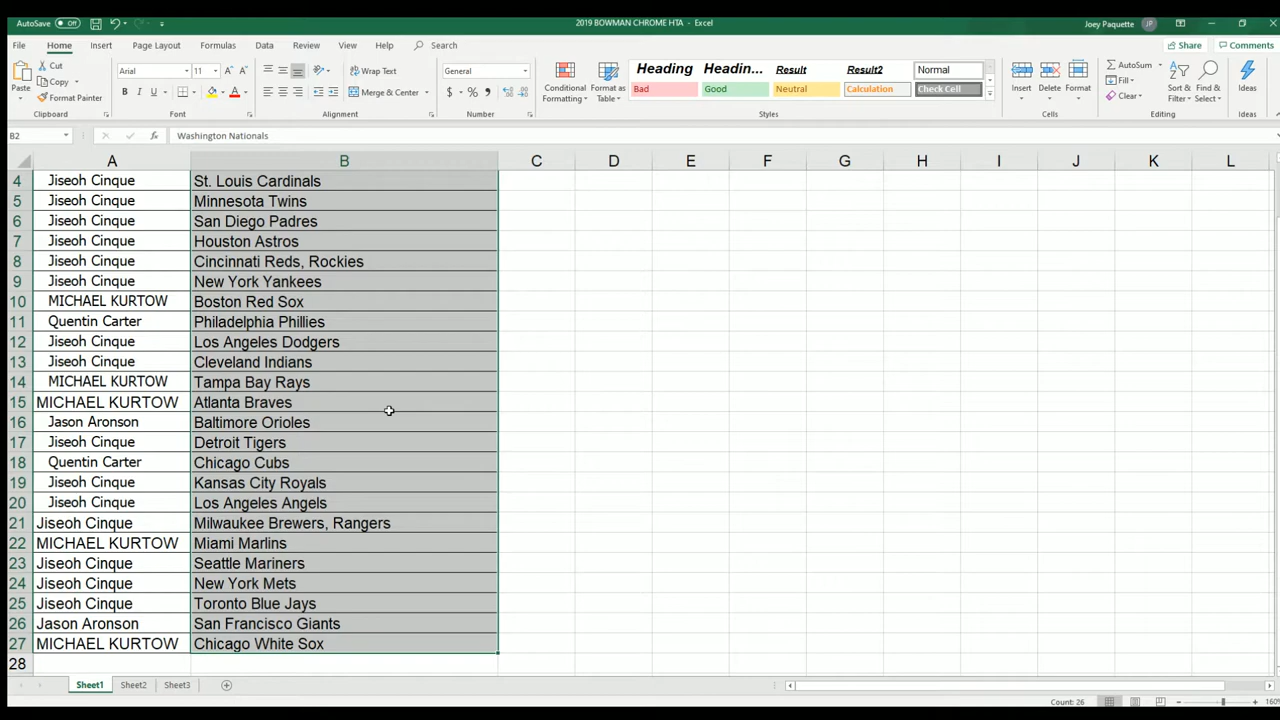 AutoSave Off 2019 BOWMAN CHROME HTA - Excel Joey Paquette JP
File Home Insert Page Layout Formulas Data Review View Help Search Share Comments
Cut Arial 11 Wrap Text General Heading Headin... Result Result2 Normal AutoSum
Copy Fill
Paste Format Painter Merge & Center Conditional Formatting Format as Table Bad Good Neutral Calculation Check Cell Insert Delete Format Clear Sort & Filter Find & Select Ideas
Clipboard Font Alignment Number Styles Cells Editing Ideas
B2 fx Washington Nationals
A B C D E F G H I J K L
4 Jiseoh Cinque St. Louis Cardinals
5 Jiseoh Cinque Minnesota Twins
6 Jiseoh Cinque San Diego Padres
7 Jiseoh Cinque Houston Astros
8 Jiseoh Cinque Cincinnati Reds, Rockies
9 Jiseoh Cinque New York Yankees
10 MICHAEL KURTOW Boston Red Sox
11 Quentin Carter Philadelphia Phillies
12 Jiseoh Cinque Los Angeles Dodgers
13 Jiseoh Cinque Cleveland Indians
14 MICHAEL KURTOW Tampa Bay Rays
15 MICHAEL KURTOW Atlanta Braves
16 Jason Aronson Baltimore Orioles
17 Jiseoh Cinque Detroit Tigers
18 Quentin Carter Chicago Cubs
19 Jiseoh Cinque Kansas City Royals
20 Jiseoh Cinque Los Angeles Angels
21 Jiseoh Cinque Milwaukee Brewers, Rangers
22 MICHAEL KURTOW Miami Marlins
23 Jiseoh Cinque Seattle Mariners
24 Jiseoh Cinque New York Mets
25 Jiseoh Cinque Toronto Blue Jays
26 Jason Aronson San Francisco Giants
27 MICHAEL KURTOW Chicago White Sox
28
Sheet1 Sheet2 Sheet3
Count: 26 160%